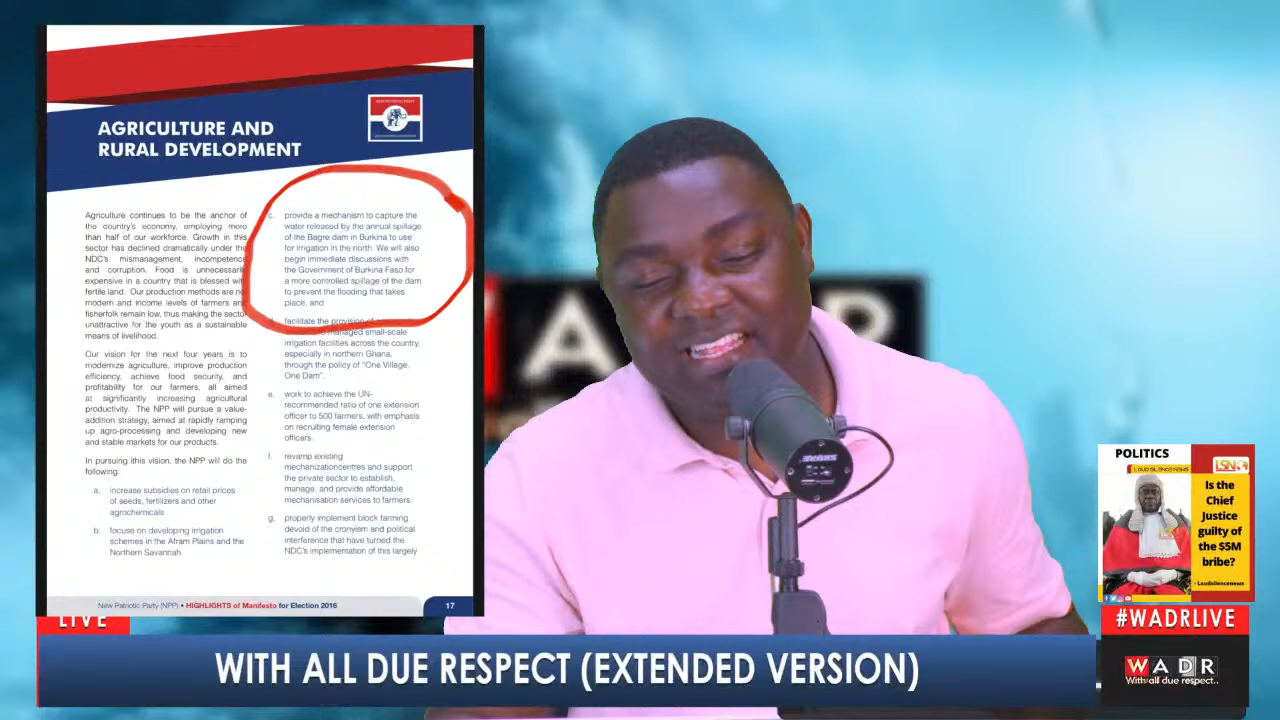 AGRICULTURE AND
RURAL DEVELOPMENT
Agriculture continues to be the anchor of
the country's economy, employing more
than half of our workforce. Growth in this
sector has declined dramatically under the
NDC's mismanagement, incompetence
and corruption. Food is unnecessarily
expensive in a country that is blessed with
fertile land. Our production methods are not
modern and income levels of farmers and
fisherfolk remain low, thus making the sector
unattractive for the youth as a sustainable
means of livelihood.
Our vision for the next four years is to
modernize agriculture, improve production
efficiency, achieve food security, and
profitability for our farmers, all aimed
at significantly increasing agricultural
productivity. The NPP will pursue a value-
addition strategy, aimed at rapidly ramping
up agro-processing and developing new
and stable markets for our products.
In pursuing this vision, the NPP will do the
following:
a. increase subsidies on retail prices
of seeds, fertilizers and other
agrochemicals
b. focus on developing irrigation
schemes in the Afram Plains and the
Northern Savannah
c. provide a mechanism to capture the
water released by the annual spillage
of the Bagre dam in Burkina to use
for irrigation in the north. We will also
begin immediate discussions with
the Government of Burkina Faso for
a more controlled spillage of the dam
to prevent the flooding that takes
place, and
facilitate the provision of
managed small-scale
irrigation facilities across the country,
especially in northern Ghana,
through the policy of "One Village,
One Dam".
e. work to achieve the UN-
recommended ratio of one extension
officer to 500 farmers, with emphasis
on recruiting female extension
officers
f. revamp existing
mechanizationcentres and support
the private sector to establish,
manage, and provide affordable
mechanisation services to farmers.
g. properly implement block farming
devoid of the cronyism and political
interference that have turned the
NDC's implementation of this largely
New Patriotic Party (NPP) • HIGHLIGHTS of Manifesto for Election 2016
17
LIVE
WITH ALL DUE RESPECT (EXTENDED VERSION)
POLITICS
LOUDSILENCENEWS
LSN
Is the
Chief
Justice
guilty of
the $5M
bribe?
- Loudsilencenews
#WADRLIVE
WADR
With all due respect..